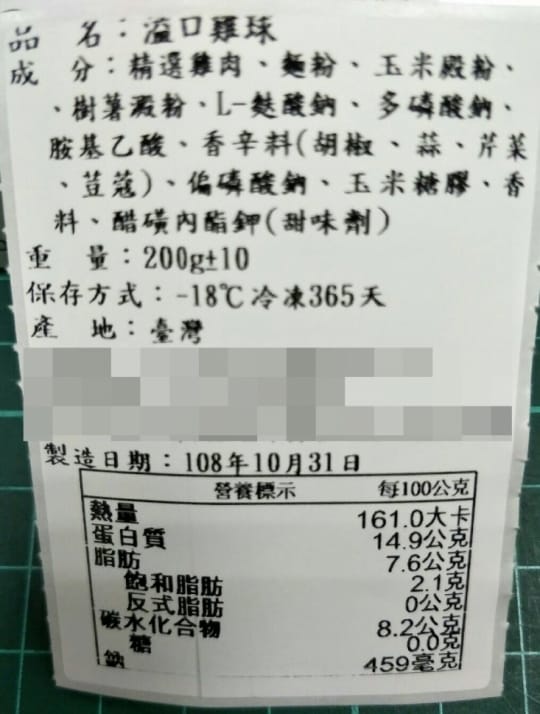 品　名：溢口雞球
成　分：精選雞肉、麵粉、玉米殿粉、
、樹薯澱粉、L-麩酸鈉、多磷酸鈉、
胺基乙酸、香辛料(胡椒、蒜、芹菜
、荳蔻)、偏磷酸鈉、玉米糖膠、香
料、醋磺內酯鉀(甜味劑)
重　量：200g±10
保存方式：-18℃冷凍365天
產　地：臺灣
製造日期：108年10月31日
營養標示　每100公克
熱量　161.0大卡
蛋白質　14.9公克
脂肪　7.6公克
飽和脂肪　2.1克
反式脂肪　0公克
碳水化合物　8.2公克
糖　0.0克
鈉　459毫克